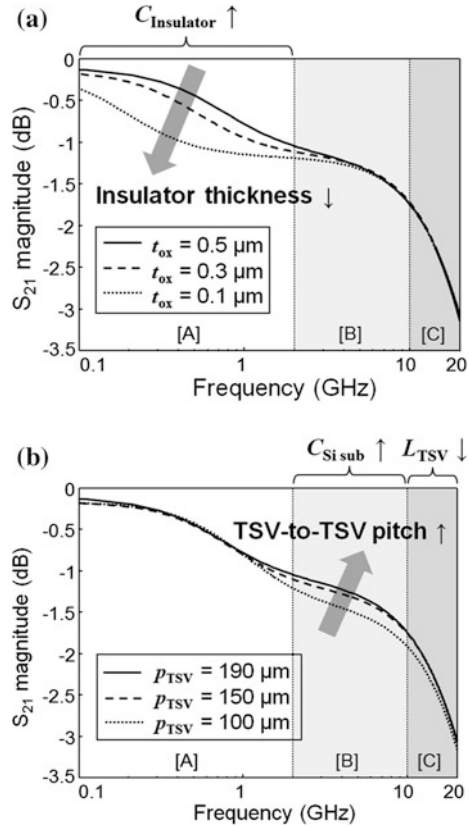 (a)
C_Insulator ↑
0
-0.5
-1
-1.5
-2
-2.5
-3
-3.5
S21 magnitude (dB)
Insulator thickness ↓
t_ox = 0.5 μm
t_ox = 0.3 μm
t_ox = 0.1 μm
[A] [B] [C]
0.1 1 10 20
Frequency (GHz)
(b)
C_Si sub ↑ L_TSV ↓
0
-0.5
-1
-1.5
-2
-2.5
-3
-3.5
S21 magnitude (dB)
TSV-to-TSV pitch ↑
p_TSV = 190 μm
p_TSV = 150 μm
p_TSV = 100 μm
[A] [B] [C]
0.1 1 10 20
Frequency (GHz)